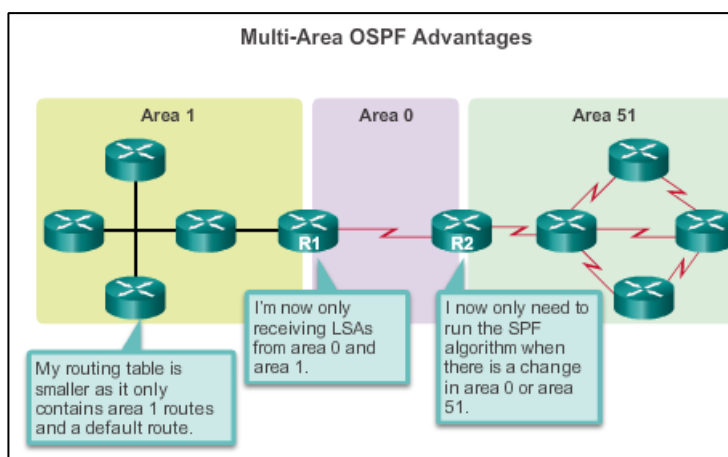 Multi-Area OSPF Advantages
Area 1
Area 0
Area 51
R1
R2
I'm now only
receiving LSAs
from area 0 and
area 1.
I now only need to
run the SPF
algorithm when
there is a change
in area 0 or area
51.
My routing table is
smaller as it only
contains area 1 routes
and a default route.